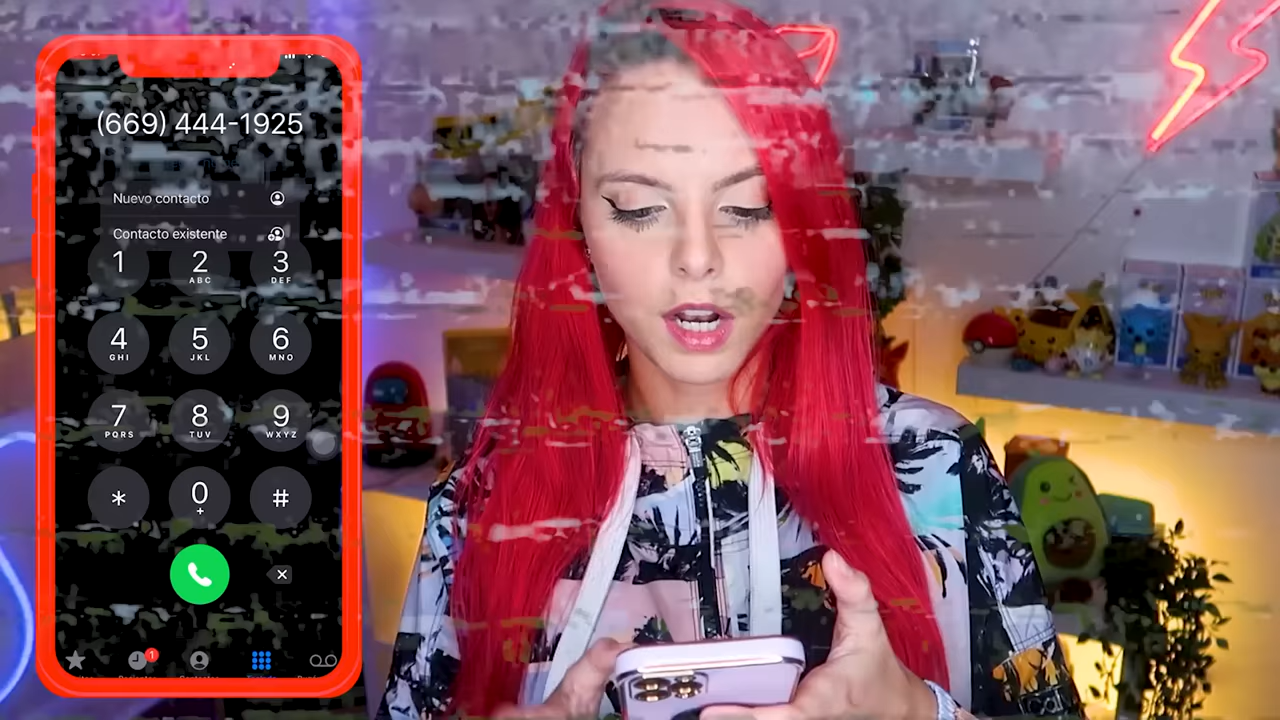 (669) 444-1925
Nuevo contacto
Contacto existente
1
2
ABC
3
DEF
4
GHI
5
JKL
6
MNO
7
PQRS
8
TUV
9
WXYZ
*
0
+
#
1